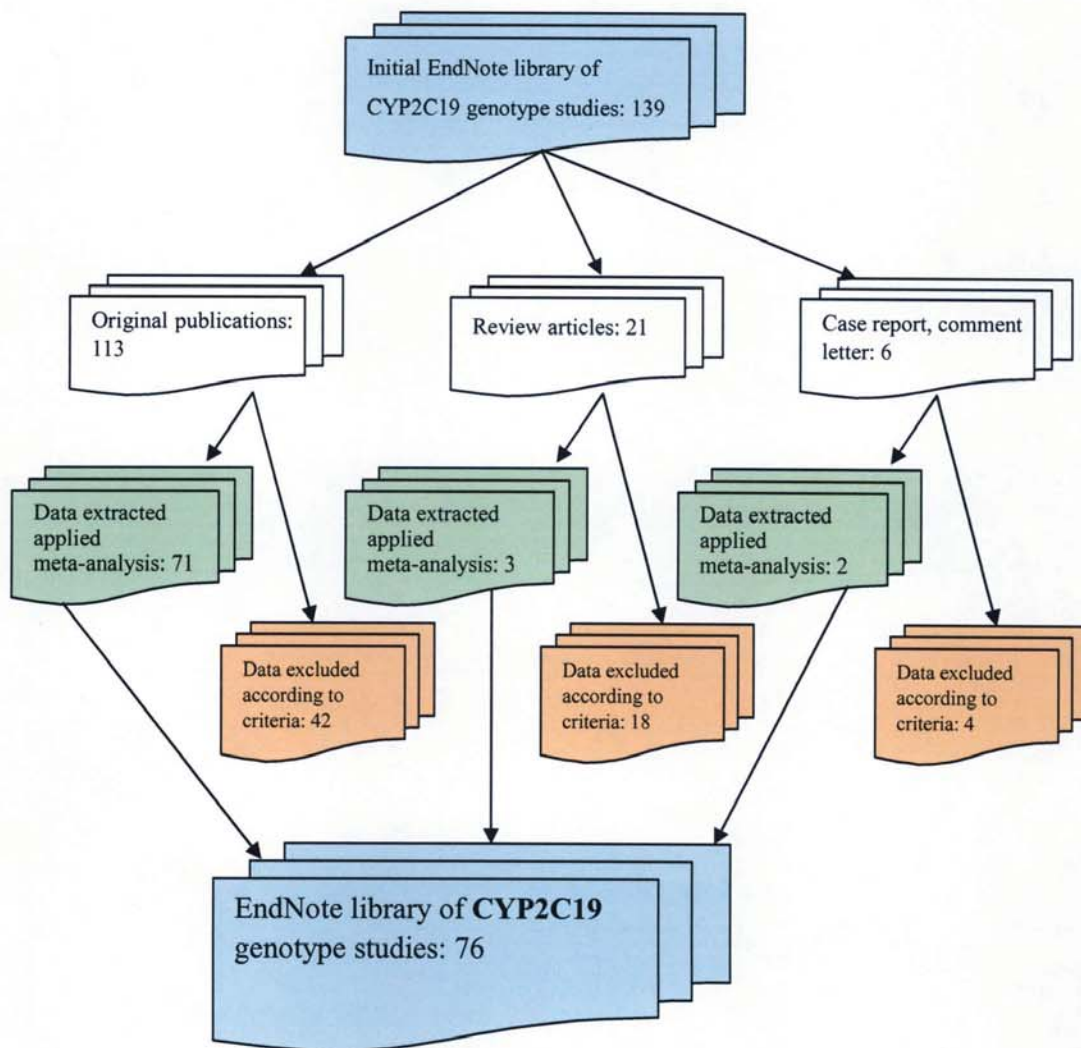 Initial EndNote library of
CYP2C19 genotype studies: 139
Original publications:
113
Review articles: 21
Case report, comment
letter: 6
Data extracted
applied
meta-analysis: 71
Data extracted
applied
meta-analysis: 3
Data extracted
applied
meta-analysis: 2
Data excluded
according to
criteria: 42
Data excluded
according to
criteria: 18
Data excluded
according to
criteria: 4
EndNote library of CYP2C19
genotype studies: 76